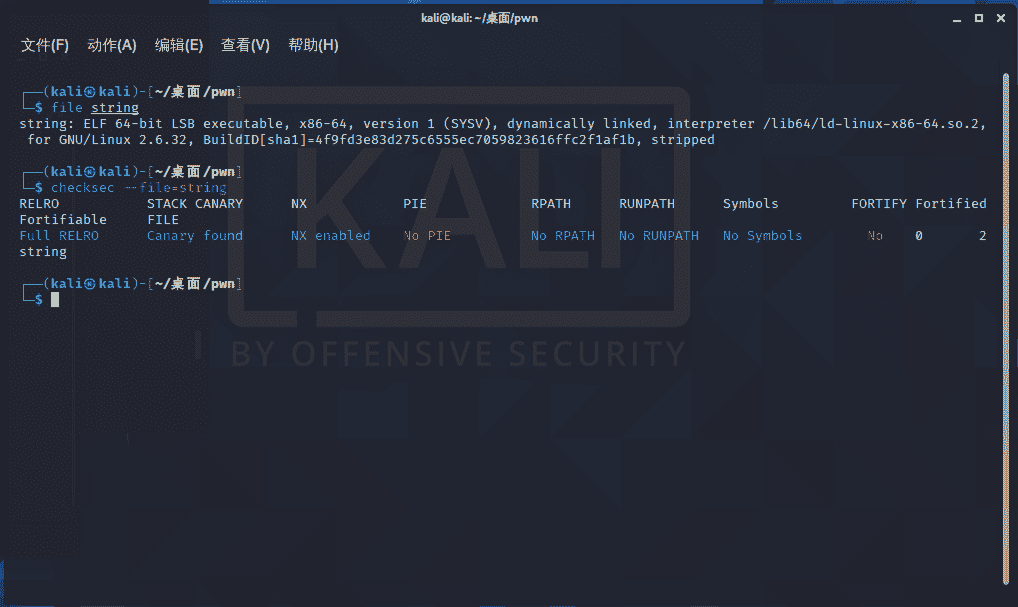 kali@kali: ~/桌面/pwn
文件(F) 动作(A) 编辑(E) 查看(V) 帮助(H)
┌──(kali㉿kali)-[~/桌面/pwn]
└─$ file string
string: ELF 64-bit LSB executable, x86-64, version 1 (SYSV), dynamically linked, interpreter /lib64/ld-linux-x86-64.so.2,
for GNU/Linux 2.6.32, BuildID[sha1]=4f9fd3e83d275c6555ec7059823616ffc2f1af1b, stripped
┌──(kali㉿kali)-[~/桌面/pwn]
└─$ checksec --file=string
RELRO STACK CANARY NX PIE RPATH RUNPATH Symbols FORTIFY Fortified
Fortifiable FILE
Full RELRO Canary found NX enabled No PIE No RPATH No RUNPATH No Symbols No 0 2
string
┌──(kali㉿kali)-[~/桌面/pwn]
└─$
KALI
BY OFFENSIVE SECURITY